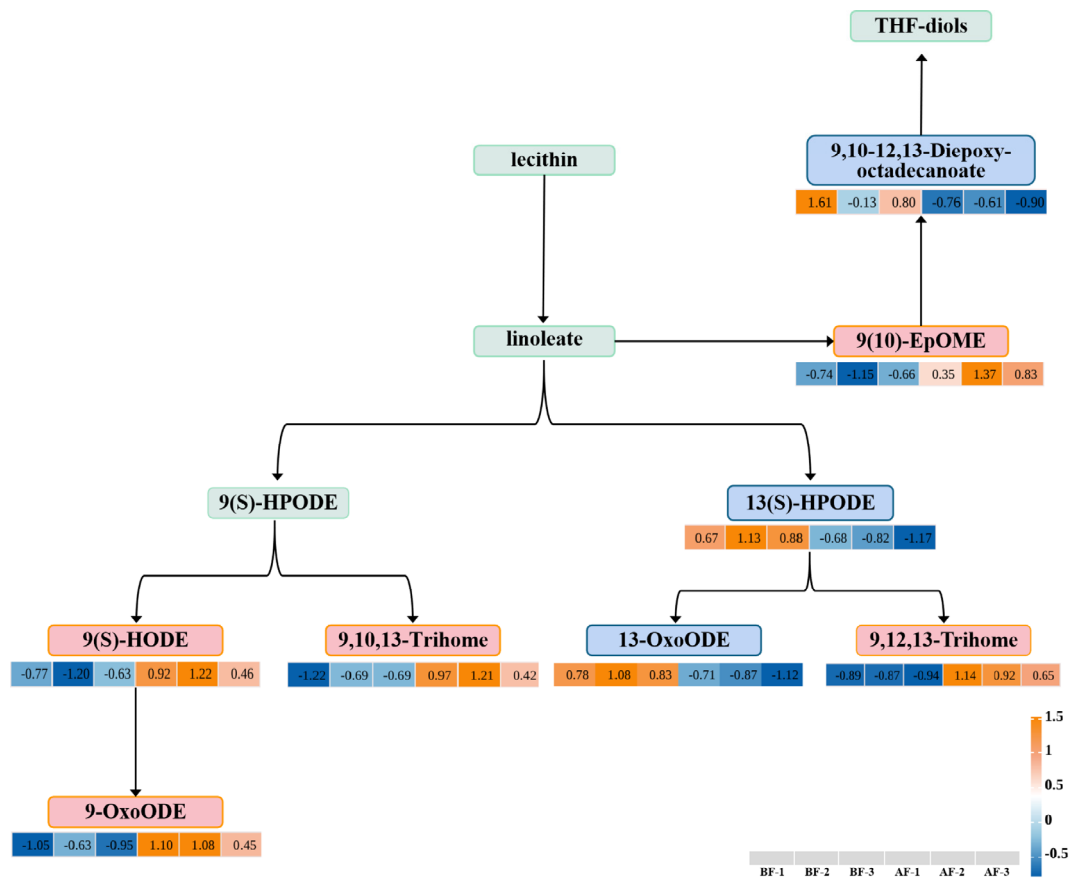 THF-diols
lecithin
9,10-12,13-Diepoxy-
octadecanoate
1.61 -0.13 0.80 -0.76 -0.61 -0.90
linoleate
9(10)-EpOME
-0.74 -1.15 -0.66 0.35 1.37 0.83
9(S)-HPODE
13(S)-HPODE
0.67 1.13 0.88 -0.68 -0.82 -1.17
9(S)-HODE
9,10,13-Trihome
13-OxoODE
9,12,13-Trihome
-0.77 -1.20 -0.63 0.92 1.22 0.46
-1.22 -0.69 -0.69 0.97 1.21 0.42
0.78 1.08 0.83 -0.71 -0.87 -1.12
-0.89 -0.87 -0.94 1.14 0.92 0.65
9-OxoODE
-1.05 -0.63 -0.95 1.10 1.08 0.45
1.5
1
0.5
0
-0.5
BF-1 BF-2 BF-3 AF-1 AF-2 AF-3